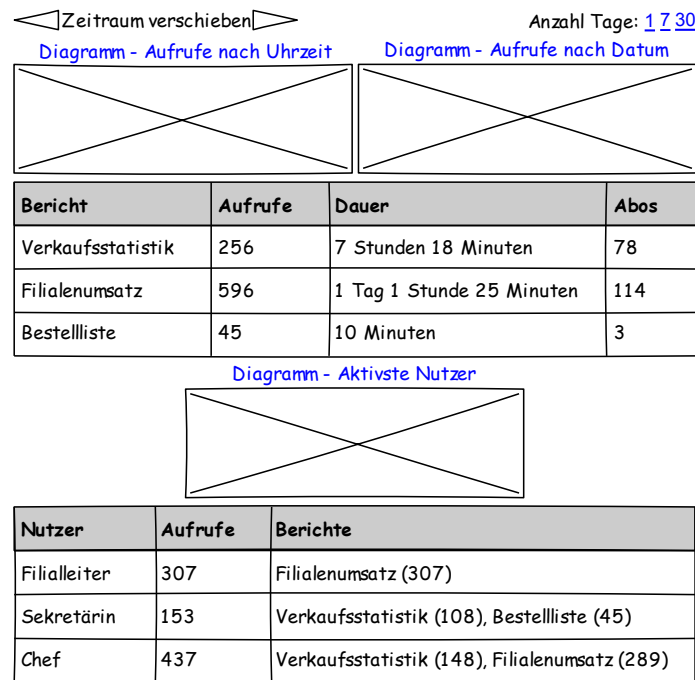 Zeitraum verschieben Anzahl Tage: 1 7 30
Diagramm - Aufrufe nach Uhrzeit Diagramm - Aufrufe nach Datum
Bericht Aufrufe Dauer Abos
Verkaufsstatistik 256 7 Stunden 18 Minuten 78
Filialenumsatz 596 1 Tag 1 Stunde 25 Minuten 114
Bestellliste 45 10 Minuten 3
Diagramm - Aktivste Nutzer
Nutzer Aufrufe Berichte
Filialleiter 307 Filialenumsatz (307)
Sekretärin 153 Verkaufsstatistik (108), Bestellliste (45)
Chef 437 Verkaufsstatistik (148), Filialenumsatz (289)